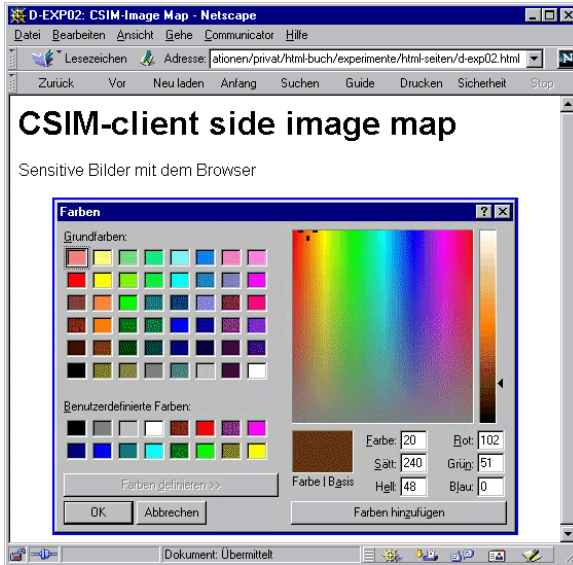 D-EXP02: CSIM-Image Map - Netscape
Datei Bearbeiten Ansicht Gehe Communicator Hilfe
Lesezeichen Adresse: ationen/privat/html-buch/experimente/html-seiten/d-exp02.html
Zurück Vor Neu laden Anfang Suchen Guide Drucken Sicherheit Stop
CSIM-client side image map
Sensitive Bilder mit dem Browser
Farben
Grundfarben:
Benutzerdefinierte Farben:
Farbe: 20 Rot: 102
Sätt: 240 Grün: 51
Farbe | Basis Hell: 48 Blau: 0
Farben definieren >>
OK Abbrechen Farben hinzufügen
Dokument: Übermittelt